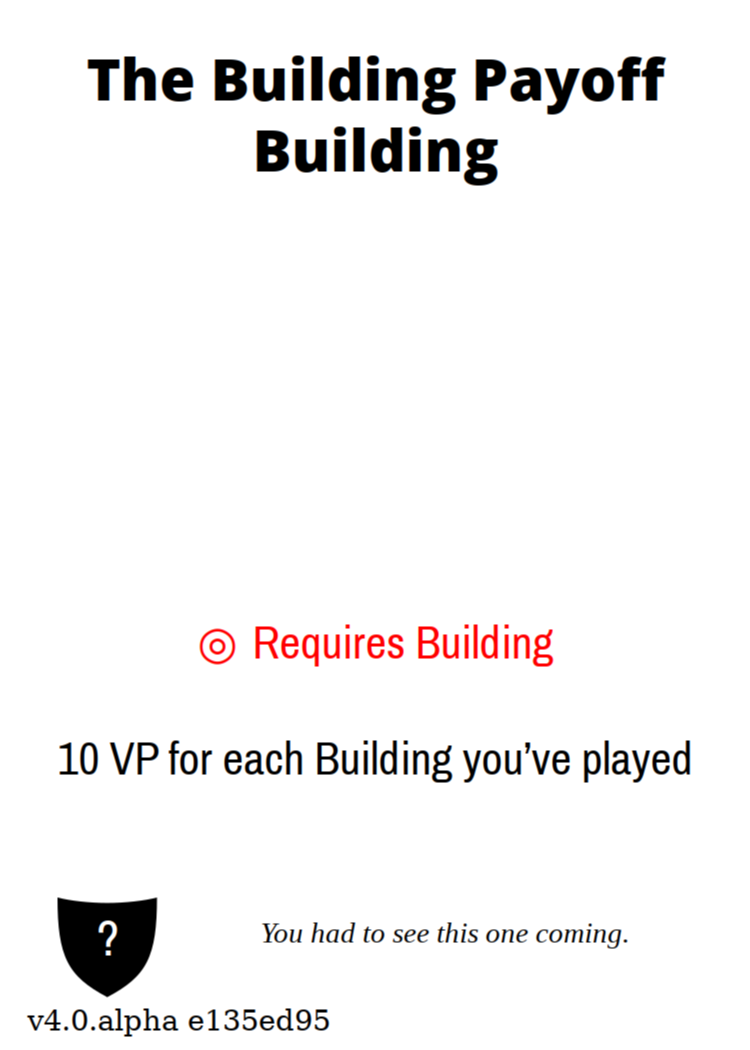 The Building Payoff
Building
◎ Requires Building
10 VP for each Building you’ve played
?
You had to see this one coming.
v4.0.alpha e135ed95